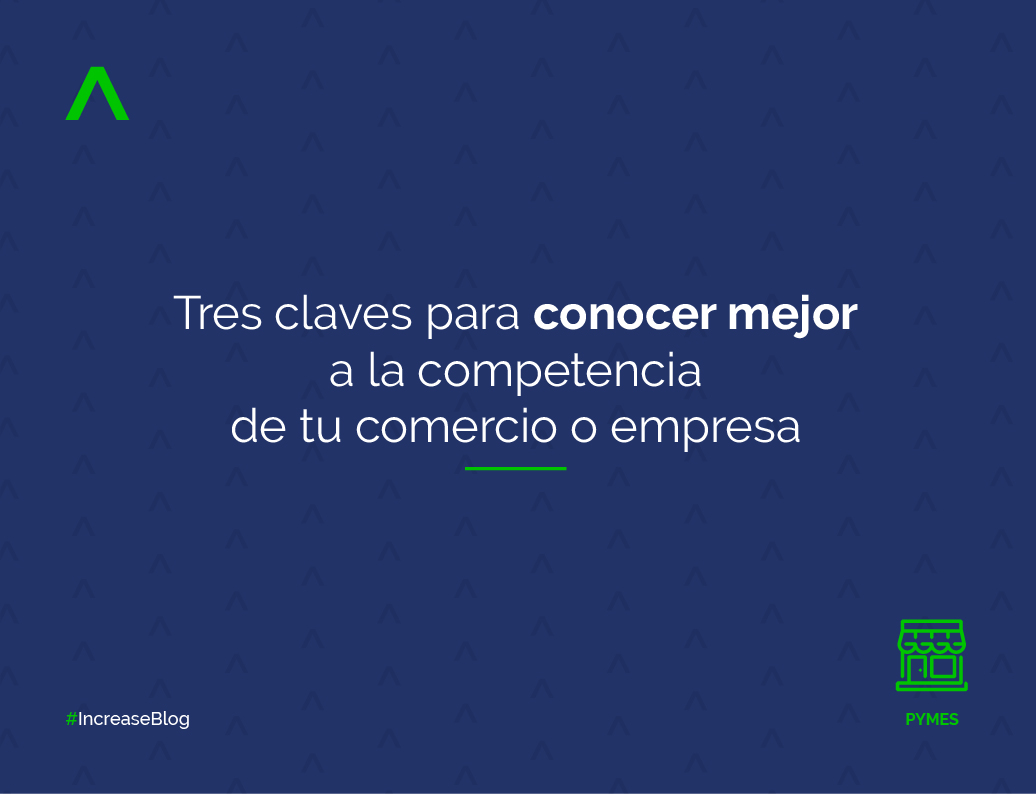 Tres claves para conocer mejor
a la competencia
de tu comercio o empresa
#IncreaseBlog
PYMES